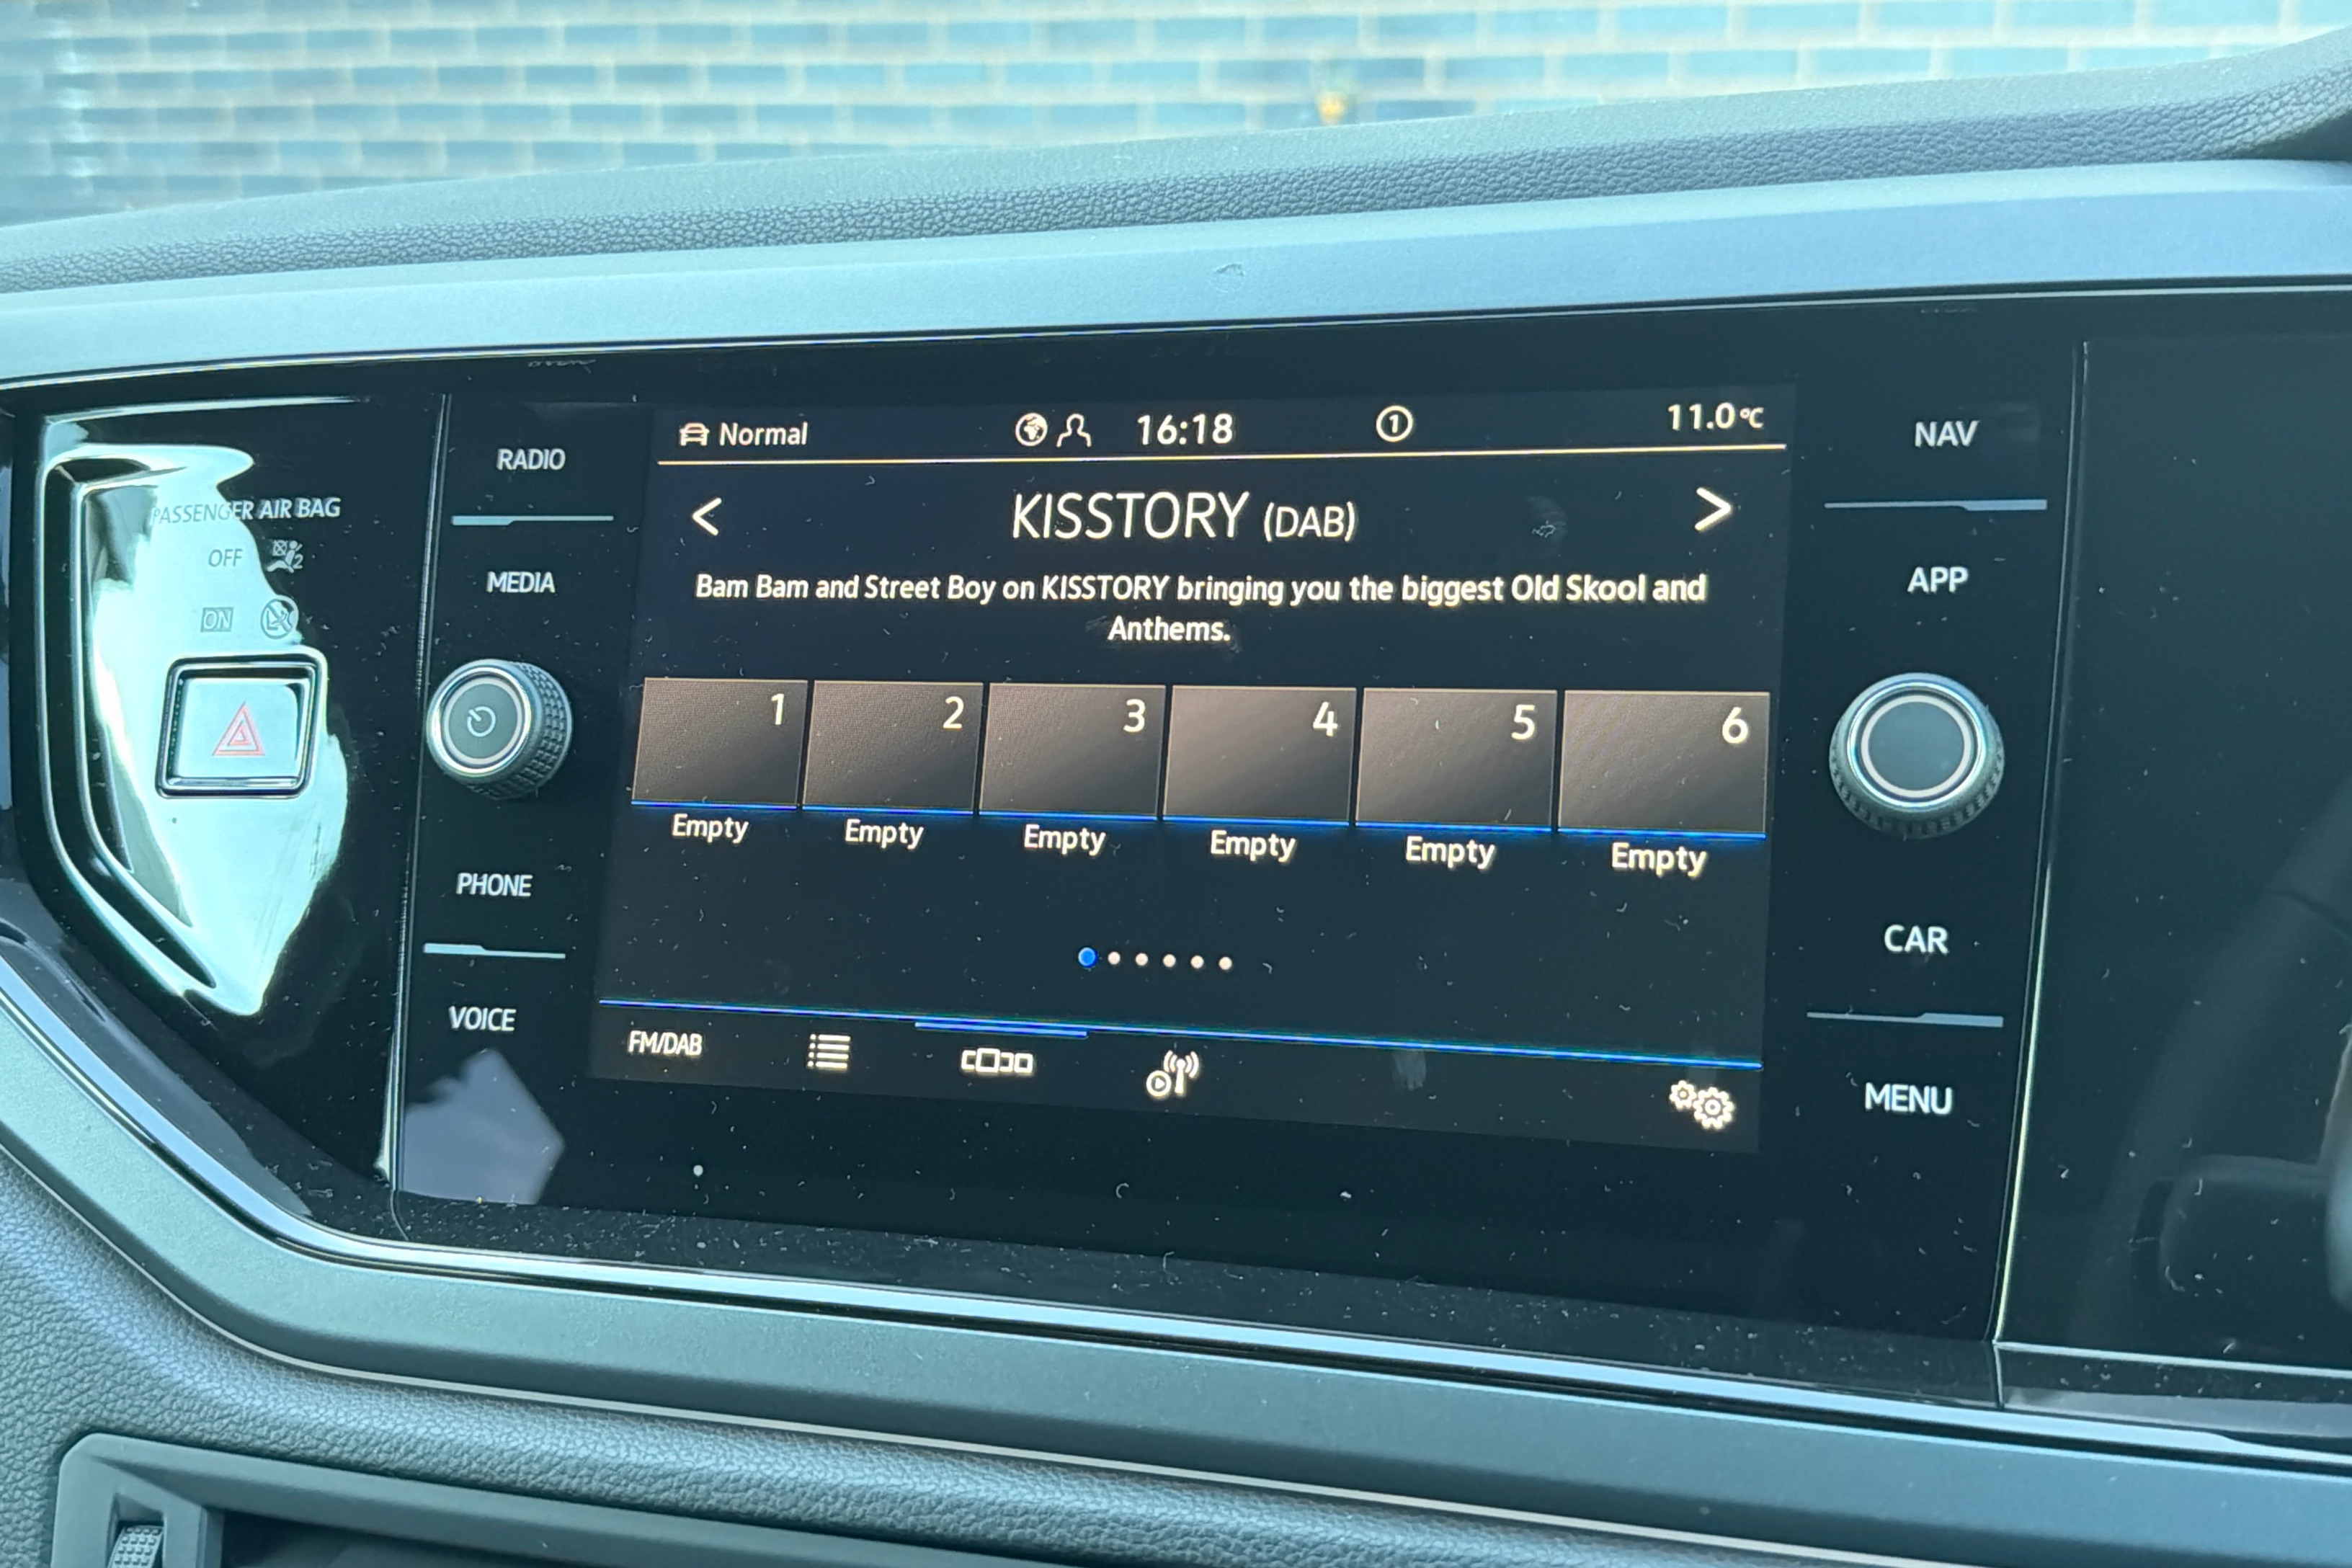 PASSENGER AIR BAG
OFF
2
ON
RADIO
MEDIA
PHONE
VOICE
Normal
16:18
1
11.0°C
KISSTORY (DAB)
Bam Bam and Street Boy on KISSTORY bringing you the biggest Old Skool and
Anthems.
1 2 3 4 5 6
Empty Empty Empty Empty Empty Empty
FM/DAB
NAV
APP
CAR
MENU